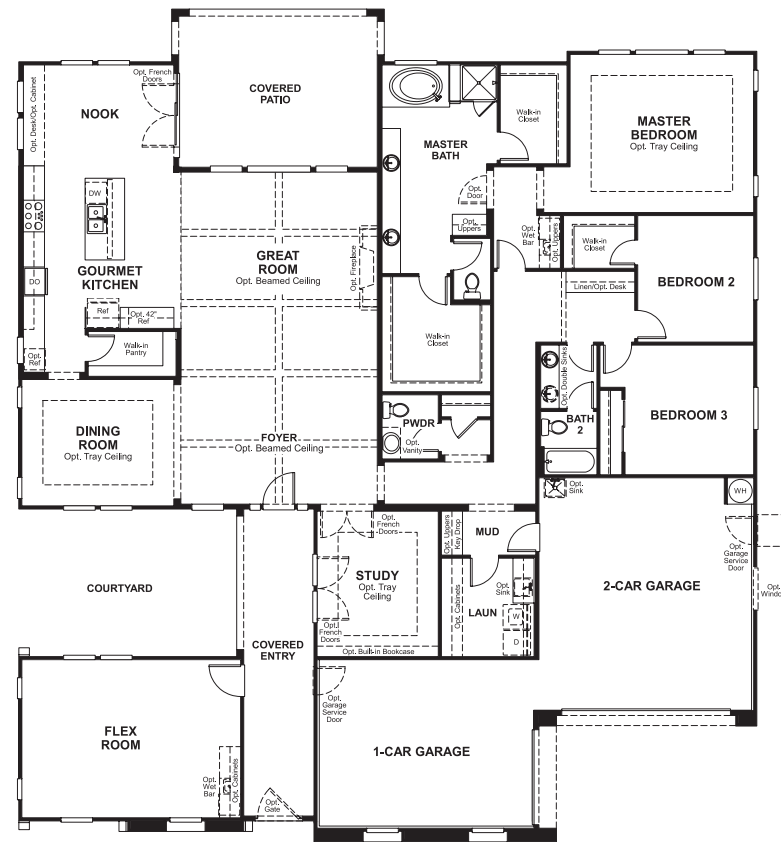 Opt. Desk/Opt. Cabinet
Opt. French
Doors
NOOK
COVERED
PATIO
Walk-in
Closet
MASTER
BATH
MASTER
BEDROOM
Opt. Tray Ceiling
DW
Opt.
Door
Opt.
Uppers
Opt.
Wet
Bar
Opt. Uppers
Walk-in
Closet
GREAT
ROOM
Opt. Beamed Ceiling
Opt. Fireplace
GOURMET
KITCHEN
DO
BEDROOM 2
Linen/Opt. Desk
Ref
Opt. 42"
Ref
Walk-in
Closet
Walk-in
Pantry
Opt.
Ref
Opt. Double Sinks
BEDROOM 3
BATH
2
DINING
ROOM
Opt. Tray Ceiling
FOYER
Opt. Beamed Ceiling
PWDR
Opt.
Vanity
Opt.
Sink
WH
Opt.
French
Doors
Opt. Uppers
Key Drop
MUD
Opt.
Garage
Service
Door
STUDY
Opt. Tray
Ceiling
2-CAR GARAGE
Opt.
Windo
COURTYARD
Opt.
French
Doors
Opt. Cabinets
LAUN
Opt.
Sink
W
D
Opt. Built-in Bookcase
COVERED
ENTRY
Opt.
Garage
Service
Door
FLEX
ROOM
1-CAR GARAGE
Opt.
Wet
Bar
Opt. Cabinets
Opt.
Gate